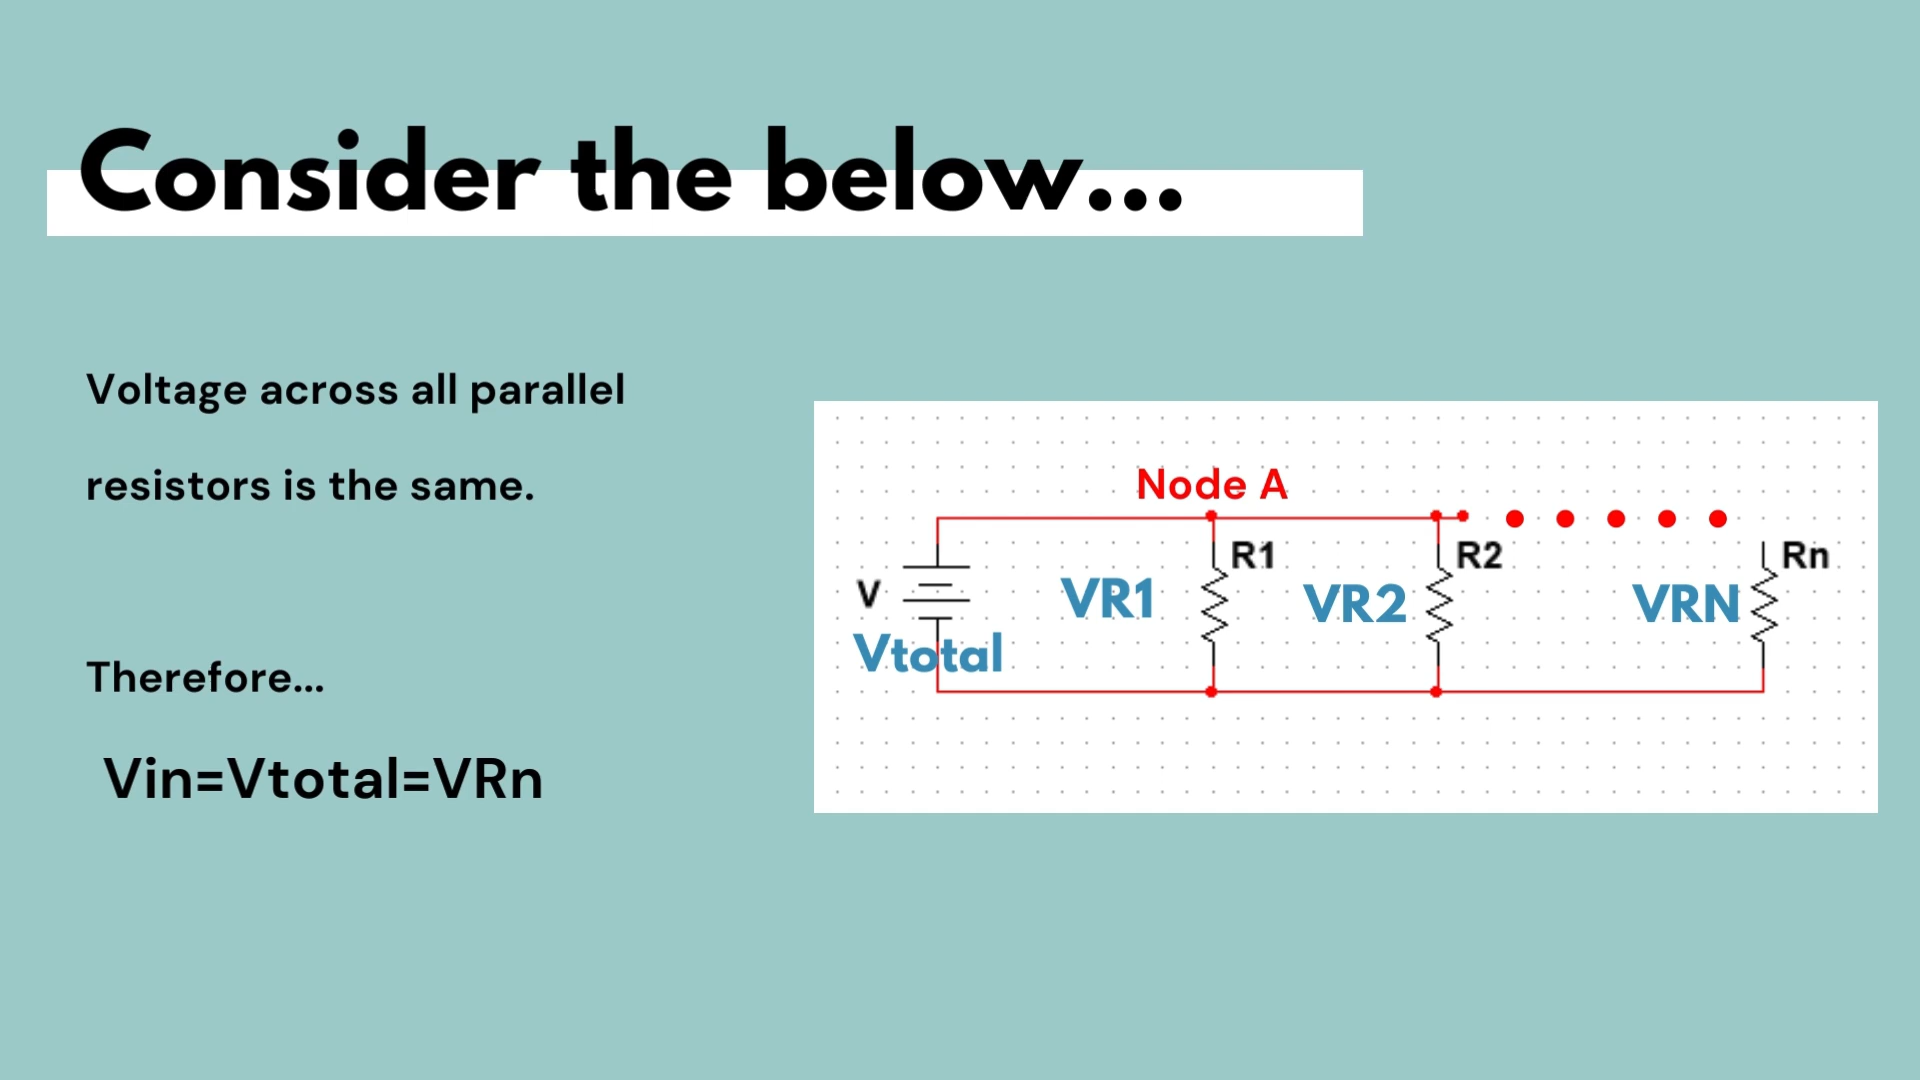 Consider the below...
Voltage across all parallel
resistors is the same.
Therefore...
Vin=Vtotal=VRn
Node A
R1
R2
Rn
V
VR1
VR2
VRN
Vtotal